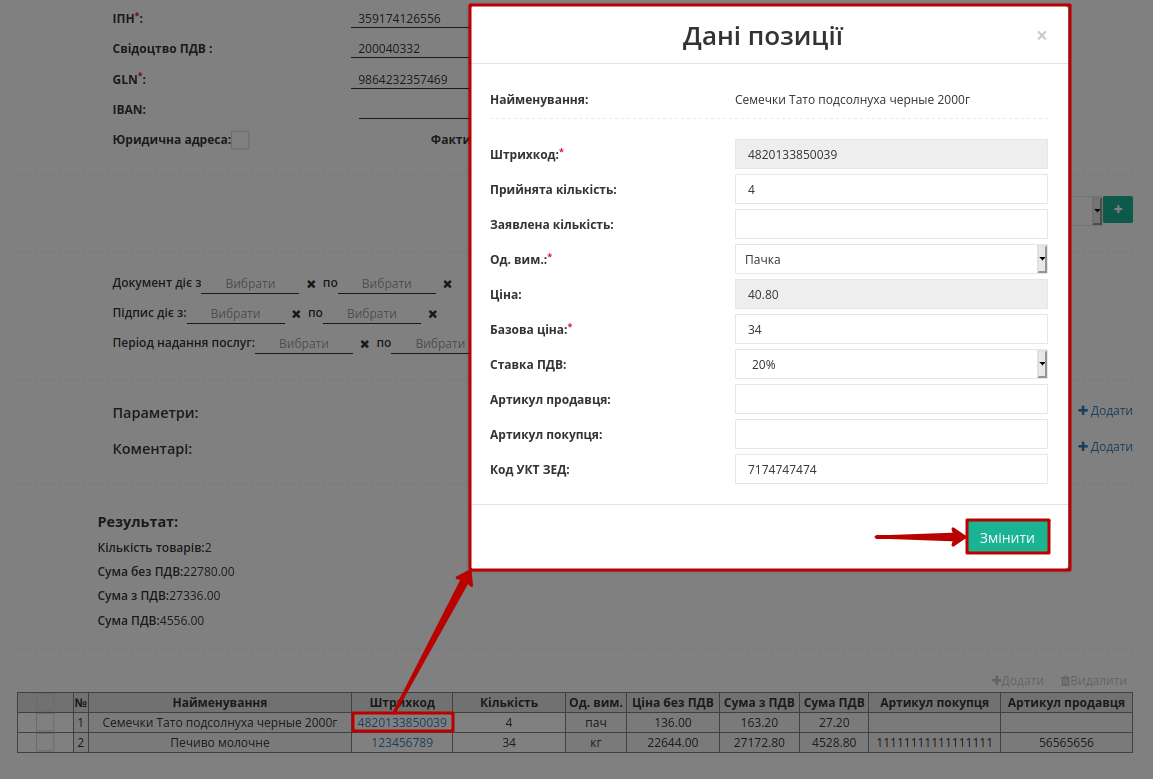 ІПН*: 359174126556
Свідоцтво ПДВ : 200040332
GLN*: 9864232357469
IBAN:
Юридична адреса: Факти
+
Документ діє з Вибрати ✖ по Вибрати ✖
Підпис діє з: Вибрати ✖ по Вибрати ✖
Період надання послуг: Вибрати ✖ по Вибрати
Параметри: +Додати
Коментарі: +Додати
Дані позиції ×
Найменування: Семечки Тато подсолнуха черные 2000г
Штрихкод:* 4820133850039
Прийнята кількість: 4
Заявлена кількість:
Од. вим.:* Пачка
Ціна: 40.80
Базова ціна:* 34
Ставка ПДВ: 20%
Артикул продавця:
Артикул покупця:
Код УКТ ЗЕД: 7174747474
Змінити
Результат:
Кількість товарів:2
Сума без ПДВ:22780.00
Сума з ПДВ:27336.00
Сума ПДВ:4556.00
+Додати Видалити
№ Найменування Штрихкод Кількість Од. вим. Ціна без ПДВ Сума з ПДВ Сума ПДВ Артикул покупця Артикул продавця
1 Семечки Тато подсолнуха черные 2000г 4820133850039 4 пач 136.00 163.20 27.20
2 Печиво молочне 123456789 34 кг 22644.00 27172.80 4528.80 11111111111111111 56565656